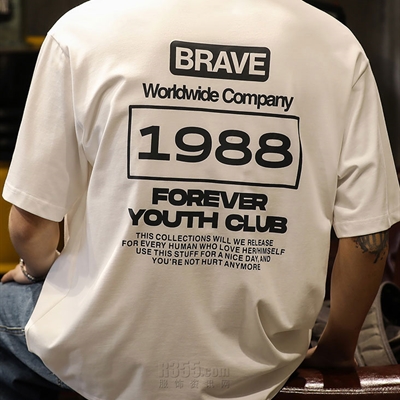 BRAVE
Worldwide Company
1988
FOREVER
YOUTH CLUB
THIS COLLECTIONS WILL WE RELEASE
FOR EVERY HUMAN WHO LOVE HER/HIMSELF
USE THIS STUFF FOR A NICE DAY, AND
YOU'RE NOT HURT ANYMORE